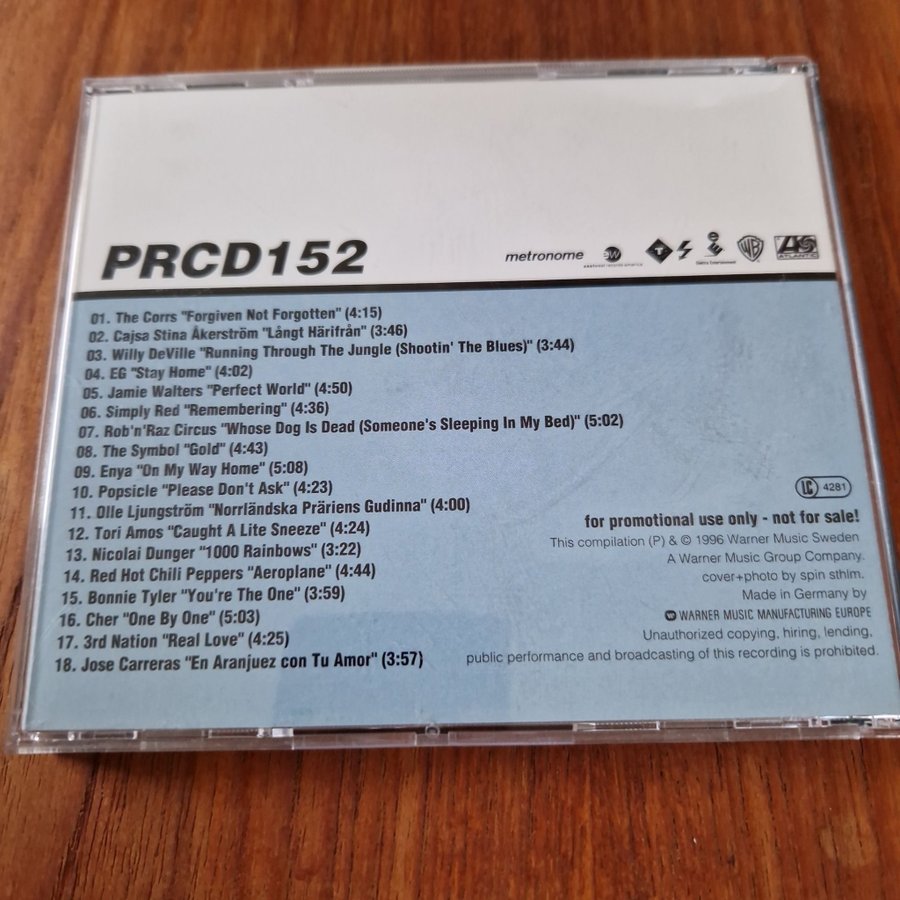 PRCD152
metronome
ew
eastwest records america
T
e
Elektra Entertainment
WB
ATLANTIC
01. The Corrs "Forgiven Not Forgotten" (4:15)
02. Cajsa Stina Åkerström "Långt Härifrån" (3:46)
03. Willy DeVille "Running Through The Jungle (Shootin' The Blues)" (3:44)
04. EG "Stay Home" (4:02)
05. Jamie Walters "Perfect World" (4:50)
06. Simply Red "Remembering" (4:36)
07. Rob'n'Raz Circus "Whose Dog Is Dead (Someone's Sleeping In My Bed)" (5:02)
08. The Symbol "Gold" (4:43)
09. Enya "On My Way Home" (5:08)
10. Popsicle "Please Don't Ask" (4:23)
11. Olle Ljungström "Norrländska Präriens Gudinna" (4:00)
12. Tori Amos "Caught A Lite Sneeze" (4:24)
13. Nicolai Dunger "1000 Rainbows" (3:22)
14. Red Hot Chili Peppers "Aeroplane" (4:44)
15. Bonnie Tyler "You're The One" (3:59)
16. Cher "One By One" (5:03)
17. 3rd Nation "Real Love" (4:25)
18. Jose Carreras "En Aranjuez con Tu Amor" (3:57)
LC 4281
for promotional use only - not for sale!
This compilation (P) & © 1996 Warner Music Sweden
A Warner Music Group Company.
cover+photo by spin sthlm.
Made in Germany by
WARNER MUSIC MANUFACTURING EUROPE
Unauthorized copying, hiring, lending,
public performance and broadcasting of this recording is prohibited.